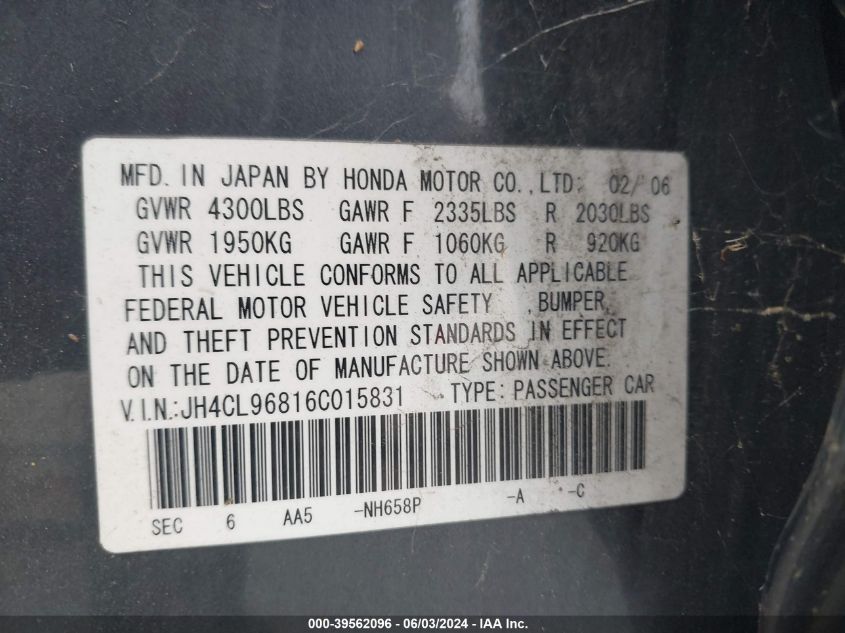 MFD. IN JAPAN BY HONDA MOTOR CO., LTD: 02/ 06
GVWR 4300LBS GAWR F 2335LBS R 2030LBS
GVWR 1950KG GAWR F 1060KG R 920KG
THIS VEHICLE CONFORMS TO ALL APPLICABLE
FEDERAL MOTOR VEHICLE SAFETY ,BUMPER,
AND THEFT PREVENTION STANDARDS IN EFFECT
ON THE DATE OF MANUFACTURE SHOWN ABOVE.
V.I.N.:JH4CL96816C015831 TYPE: PASSENGER CAR
SEC 6 AA5 -NH658P -A -C
000-39562096 - 06/03/2024 - IAA Inc.